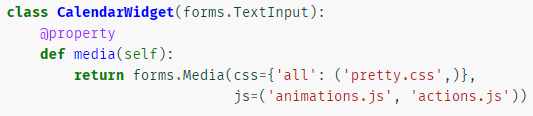 class CalendarWidget(forms.TextInput):
    @property
    def media(self):
        return forms.Media(css={'all': ('pretty.css',)},
                           js=('animations.js', 'actions.js'))